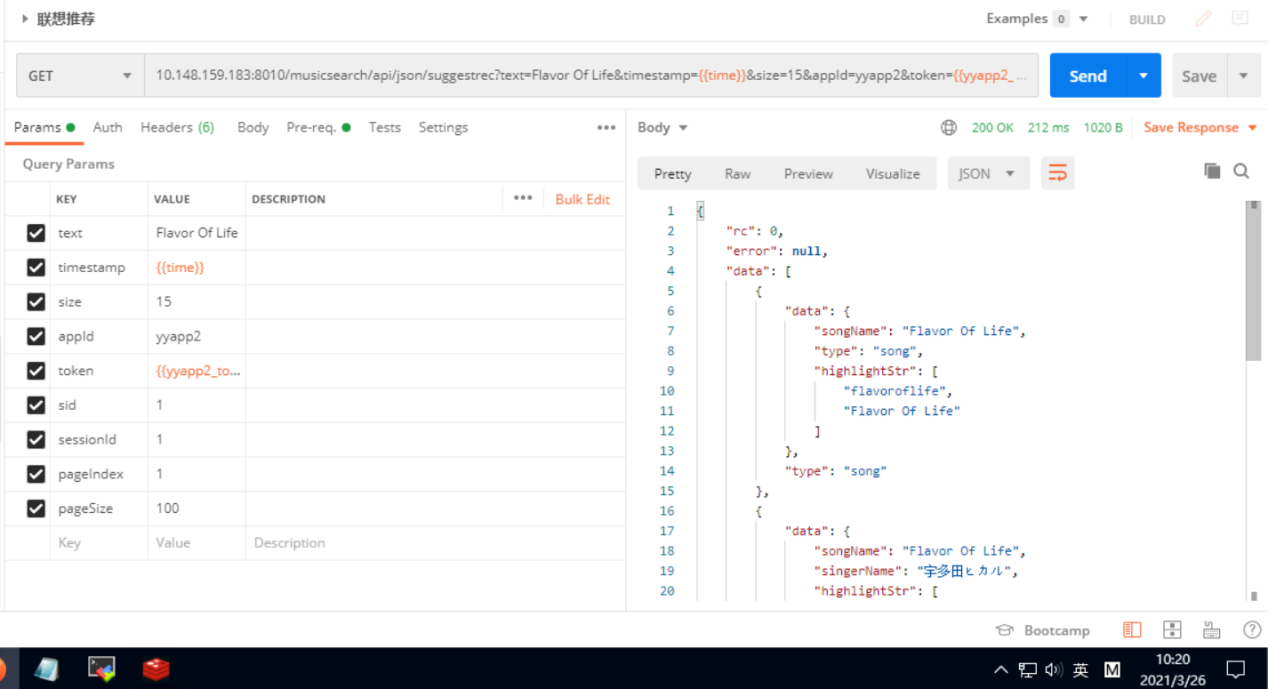 联想推荐
Examples 0 BUILD
GET 10.148.159.183:8010/musicsearch/api/json/suggestrec?text=Flavor Of Life&timestamp={{time}}&size=15&appId=yyapp2&token={{yyapp2_ ... Send Save
Params Auth Headers (6) Body Pre-req. Tests Settings ...
Query Params
KEY VALUE DESCRIPTION ... Bulk Edit
text Flavor Of Life
timestamp {{time}}
size 15
appId yyapp2
token {{yyapp2_to...
sid 1
sessionId 1
pageIndex 1
pageSize 100
Key Value Description
Body 200 OK 212 ms 1020 B Save Response
Pretty Raw Preview Visualize JSON
1 {
2 "rc": 0,
3 "error": null,
4 "data": [
5 {
6 "data": {
7 "songName": "Flavor Of Life",
8 "type": "song",
9 "highlightStr": [
10 "flavoroflife",
11 "Flavor Of Life"
12 ]
13 },
14 "type": "song"
15 },
16 {
17 "data": {
18 "songName": "Flavor Of Life",
19 "singerName": "宇多田ヒカル",
20 "highlightStr": [
Bootcamp
英 M 10:20
2021/3/26